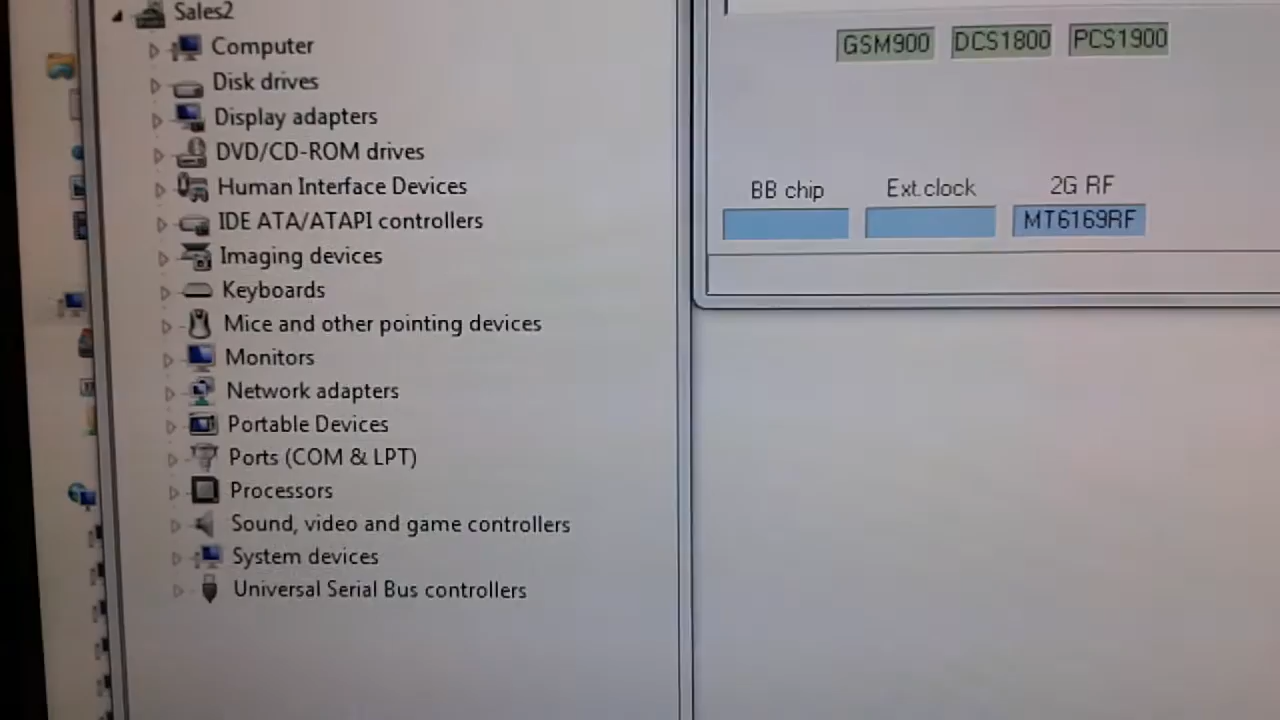 Sales2
Computer
Disk drives
Display adapters
DVD/CD-ROM drives
Human Interface Devices
IDE ATA/ATAPI controllers
Imaging devices
Keyboards
Mice and other pointing devices
Monitors
Network adapters
Portable Devices
Ports (COM & LPT)
Processors
Sound, video and game controllers
System devices
Universal Serial Bus controllers
GSM900 DCS1800 PCS1900
BB chip Ext.clock 2G RF
MT6169RF